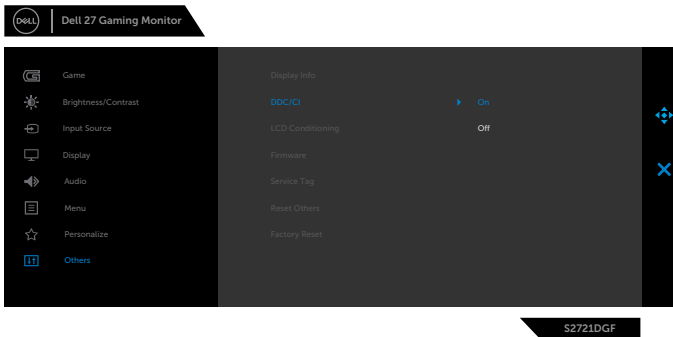 DELL
Dell 27 Gaming Monitor
Game
Display Info
Brightness/Contrast
DDC/CI
On
Input Source
LCD Conditioning
Off
Display
Firmware
Audio
Service Tag
Menu
Reset Others
Personalize
Factory Reset
Others
S2721DGF